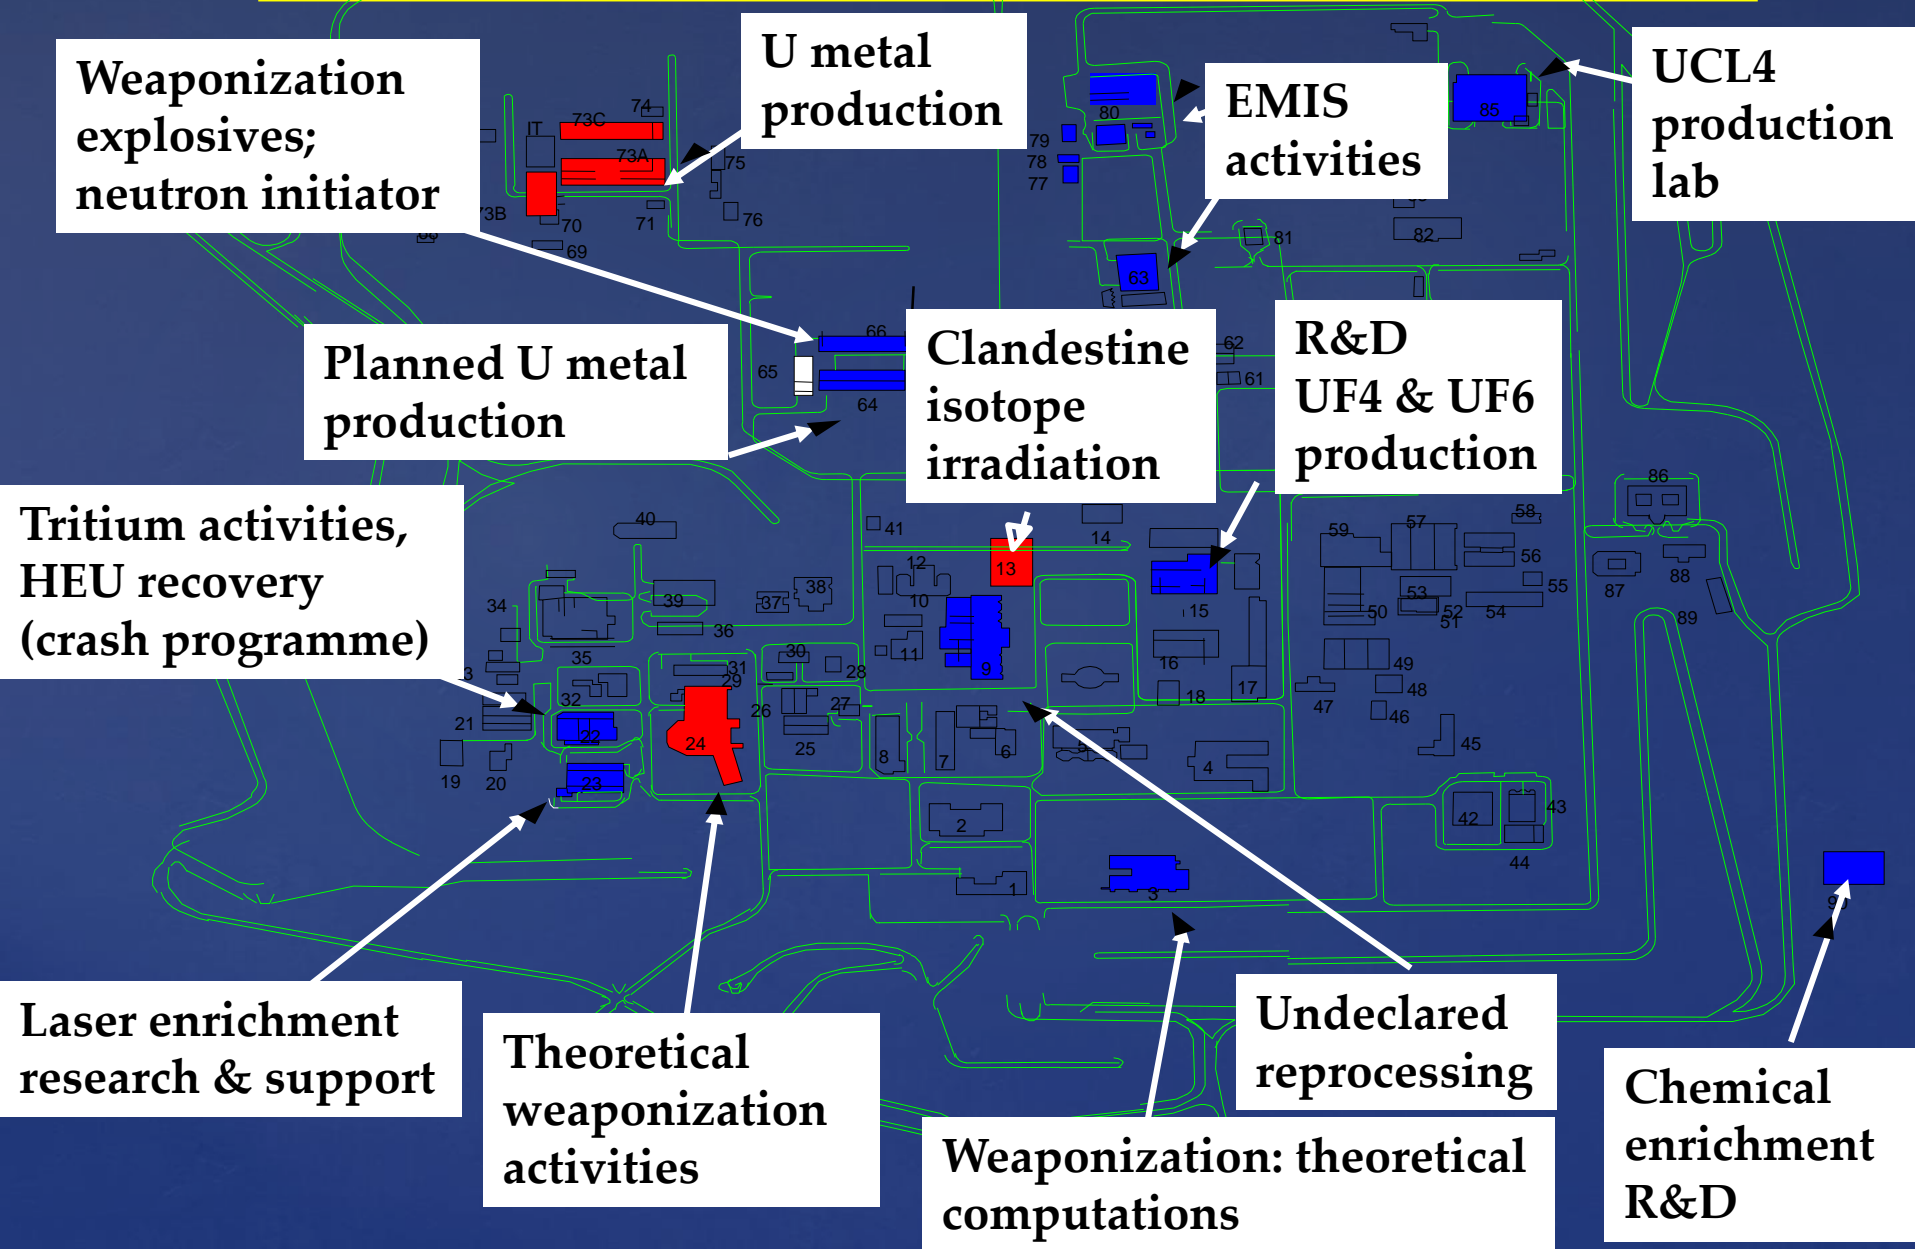 Weaponization
explosives;
neutron initiator
U metal
production
EMIS
activities
UCL4
production
lab
Planned U metal
production
Clandestine
isotope
irradiation
R&D
UF4 & UF6
production
Tritium activities,
HEU recovery
(crash programme)
Laser enrichment
research & support
Theoretical
weaponization
activities
Weaponization: theoretical
computations
Undeclared
reprocessing
Chemical
enrichment
R&D
IT
73C
74
73A
75
73B
70
71
76
69
79
80
78
77
85
81
82
63
66
65
64
62
61
40
41
14
13
12
10
15
59
57
58
56
55
86
87
88
89
34
39
38
37
36
35
53
50
52
51
54
11
9
16
17
18
30
31
28
29
49
48
47
46
45
32
21
22
26
27
24
25
8
7
6
5
4
19
20
23
2
42
43
44
1
3
90